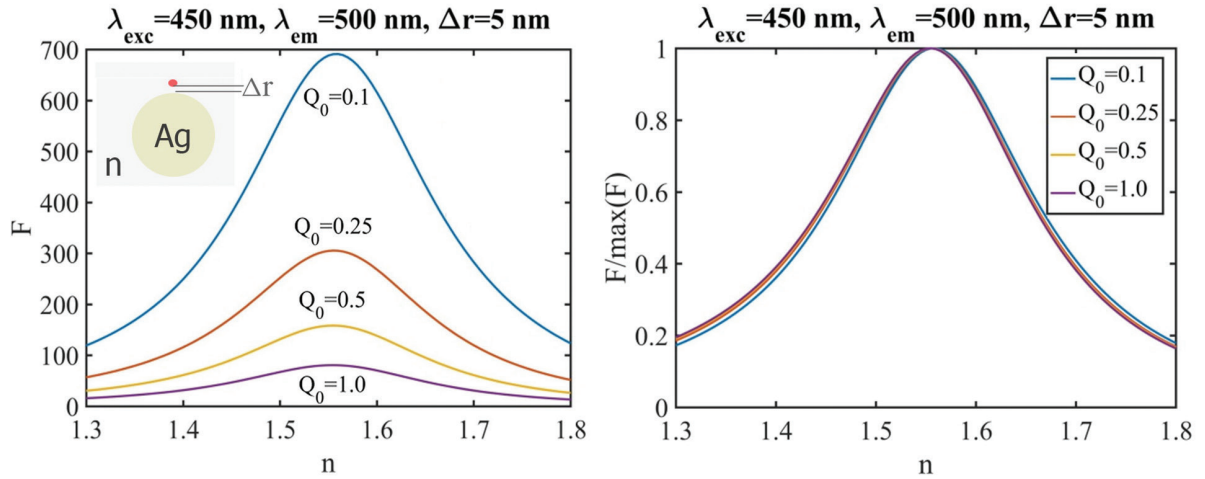 λexc=450 nm, λem=500 nm, Δr=5 nm
700
600
500
400
300
200
100
0
F
Δr
Ag
n
Q0=0.1
Q0=0.25
Q0=0.5
Q0=1.0
1.3 1.4 1.5 1.6 1.7 1.8
n
λexc=450 nm, λem=500 nm, Δr=5 nm
1
0.8
0.6
0.4
0.2
0
F/max(F)
Q0=0.1
Q0=0.25
Q0=0.5
Q0=1.0
1.3 1.4 1.5 1.6 1.7 1.8
n